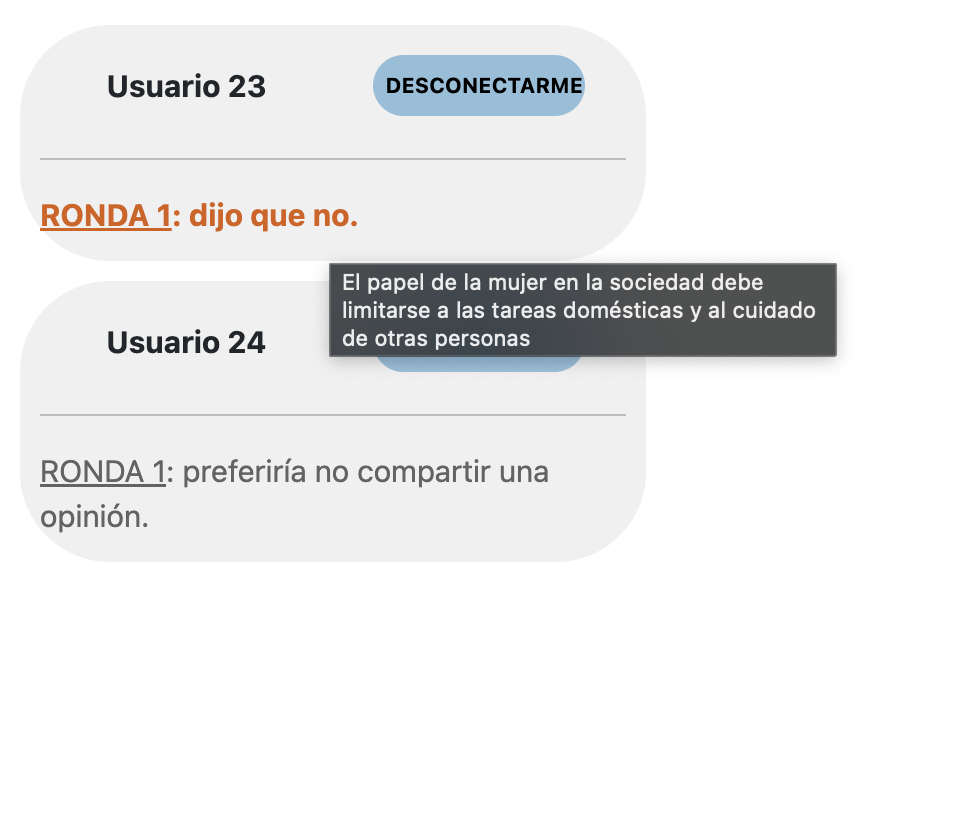 Usuario 23
DESCONECTARME
RONDA 1: dijo que no.
El papel de la mujer en la sociedad debe
limitarse a las tareas domésticas y al cuidado
de otras personas
Usuario 24
RONDA 1: preferiría no compartir una
opinión.